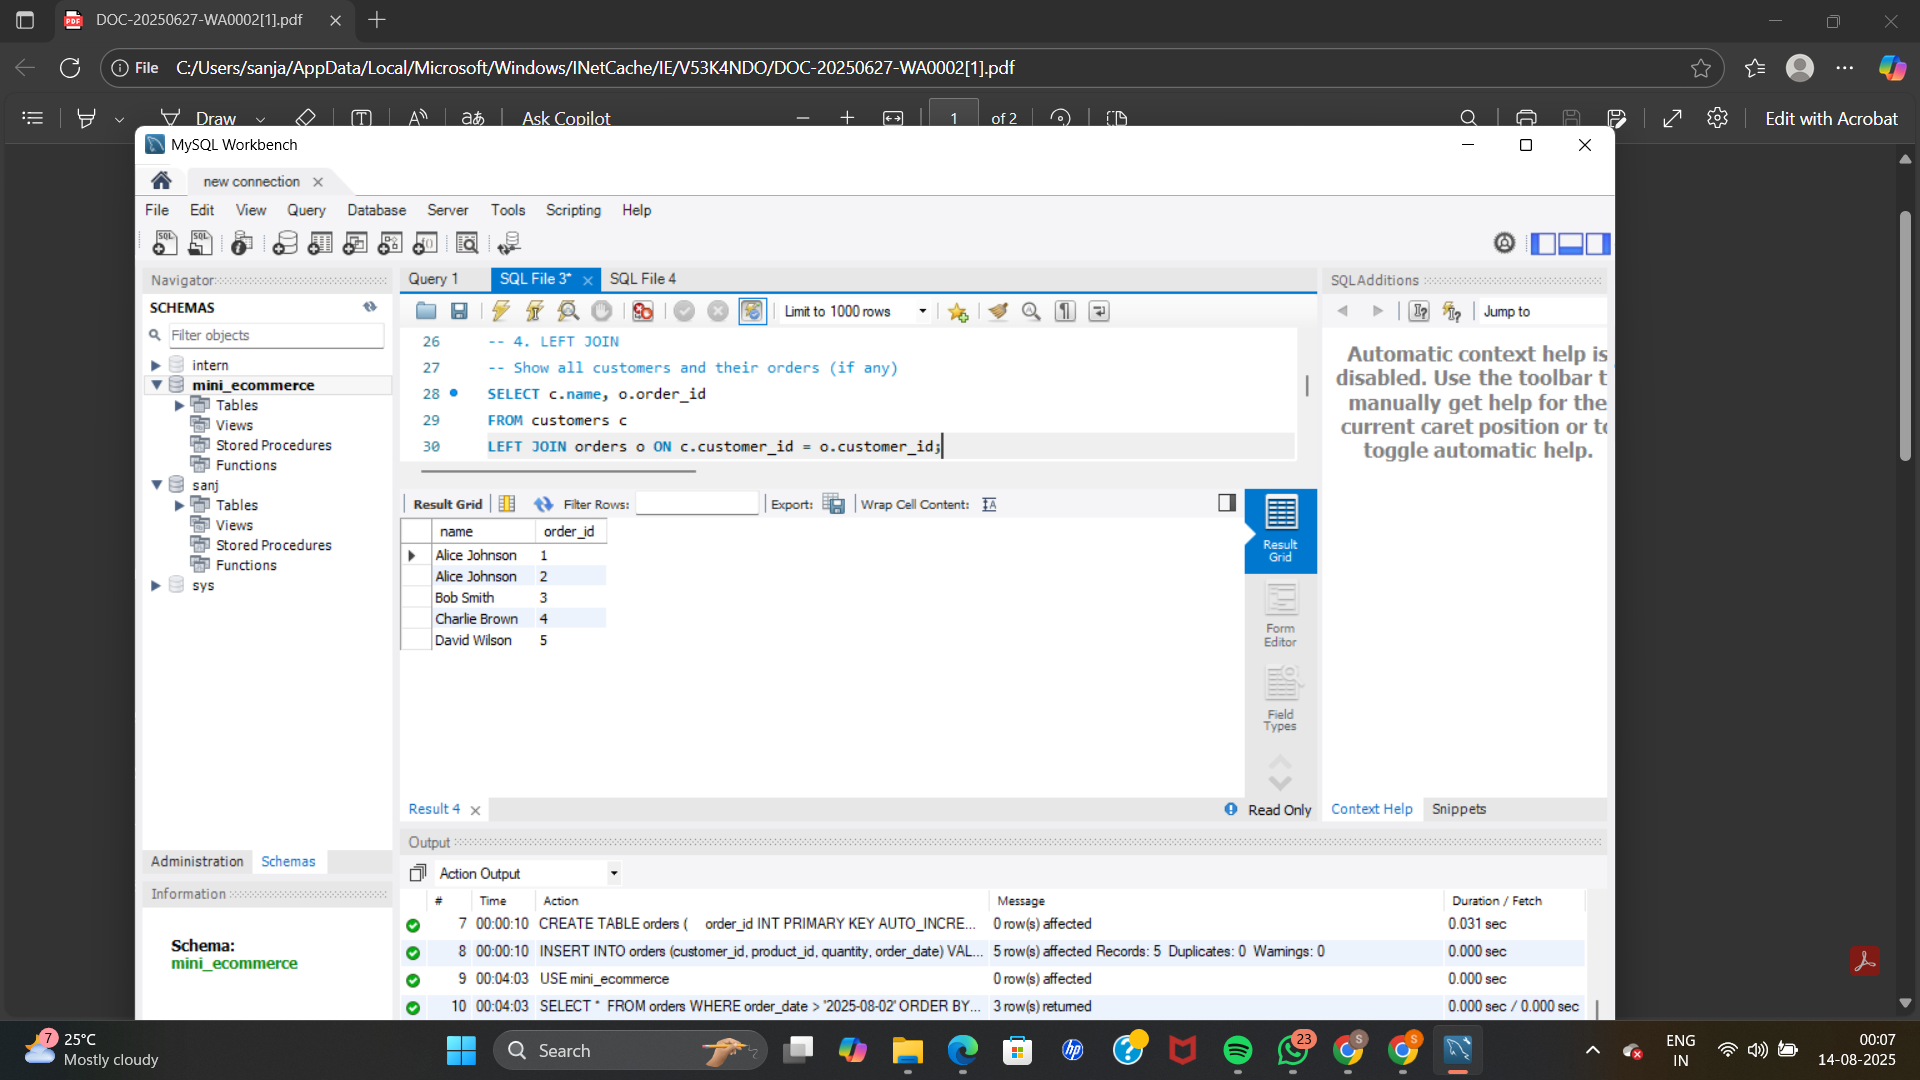 DOC-20250627-WA0002[1].pdf
File C:/Users/sanja/AppData/Local/Microsoft/Windows/INetCache/IE/V53K4NDO/DOC-20250627-WA0002[1].pdf
Draw aあ Ask Copilot 1 of 2 Edit with Acrobat
MySQL Workbench
new connection
File Edit View Query Database Server Tools Scripting Help
Navigator
SCHEMAS
Filter objects
intern
mini_ecommerce
Tables
Views
Stored Procedures
Functions
sanj
Tables
Views
Stored Procedures
Functions
sys
Administration Schemas
Information
Schema:
mini_ecommerce
Query 1 SQL File 3* SQL File 4
Limit to 1000 rows
26 -- 4. LEFT JOIN
27 -- Show all customers and their orders (if any)
28 SELECT c.name, o.order_id
29 FROM customers c
30 LEFT JOIN orders o ON c.customer_id = o.customer_id;
Result Grid Filter Rows: Export: Wrap Cell Content:
name order_id
Alice Johnson 1
Alice Johnson 2
Bob Smith 3
Charlie Brown 4
David Wilson 5
Result Grid
Form Editor
Field Types
Result 4 Read Only
SQLAdditions
Jump to
Automatic context help is
disabled. Use the toolbar t
manually get help for the
current caret position or to
toggle automatic help.
Context Help Snippets
Output
Action Output
# Time Action Message Duration / Fetch
7 00:00:10 CREATE TABLE orders ( order_id INT PRIMARY KEY AUTO_INCRE... 0 row(s) affected 0.031 sec
8 00:00:10 INSERT INTO orders (customer_id, product_id, quantity, order_date) VAL... 5 row(s) affected Records: 5 Duplicates: 0 Warnings: 0 0.000 sec
9 00:04:03 USE mini_ecommerce 0 row(s) affected 0.000 sec
10 00:04:03 SELECT * FROM orders WHERE order_date > '2025-08-02' ORDER BY... 3 row(s) returned 0.000 sec / 0.000 sec
7 25°C
Mostly cloudy
Search
hp
23
S
S
ENG
IN
00:07
14-08-2025